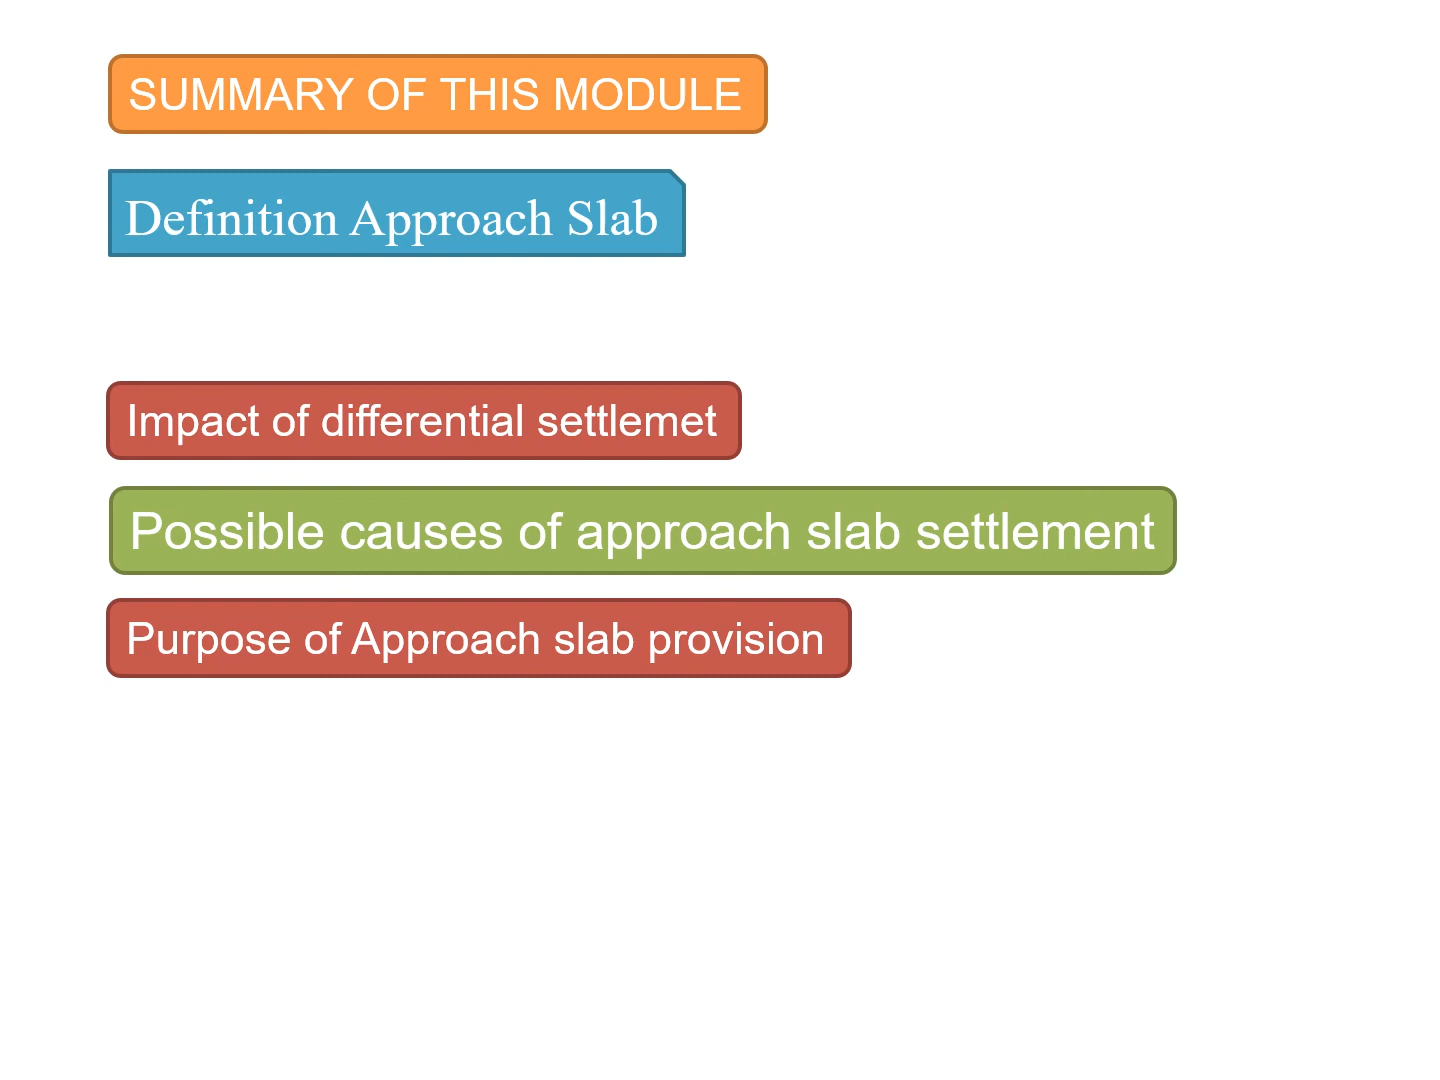 SUMMARY OF THIS MODULE
Definition Approach Slab
Impact of differential settlemet
Possible causes of approach slab settlement
Purpose of Approach slab provision